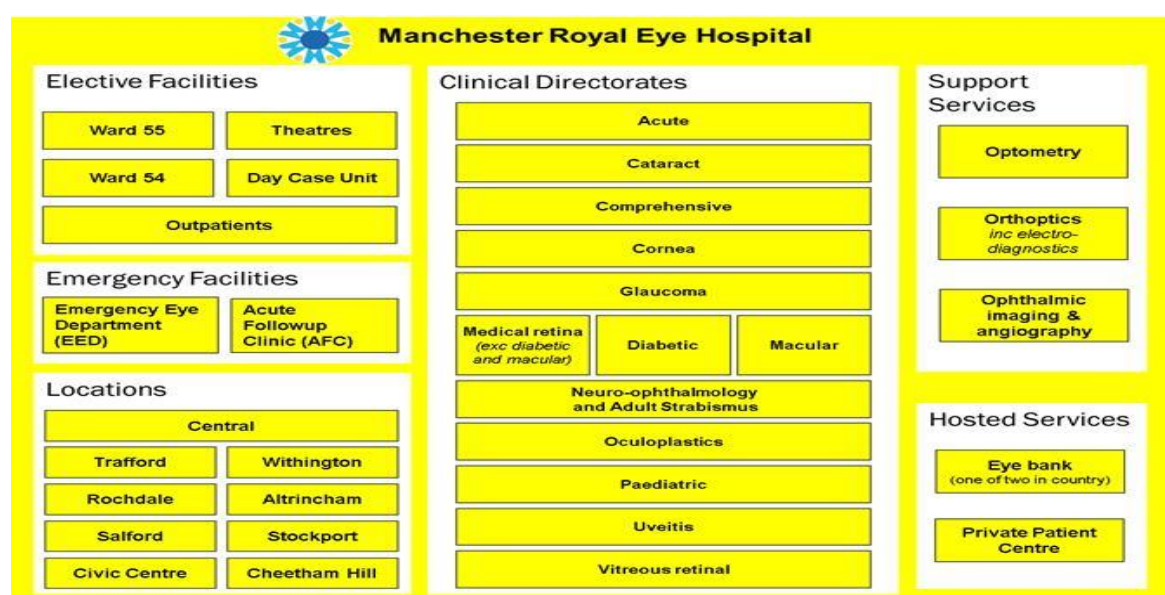 Manchester Royal Eye Hospital
Elective Facilities
Ward 55
Theatres
Ward 54
Day Case Unit
Outpatients
Emergency Facilities
Emergency Eye
Department
(EED)
Acute
Followup
Clinic (AFC)
Locations
Central
Trafford
Withington
Rochdale
Altrincham
Salford
Stockport
Civic Centre
Cheetham Hill
Clinical Directorates
Acute
Cataract
Comprehensive
Cornea
Glaucoma
Medical retina
(exc diabetic
and macular)
Diabetic
Macular
Neuro-ophthalmology
and Adult Strabismus
Oculoplastics
Paediatric
Uveitis
Vitreous retinal
Support
Services
Optometry
Orthoptics
inc electro-
diagnostics
Ophthalmic
imaging &
angiography
Hosted Services
Eye bank
(one of two in country)
Private Patient
Centre